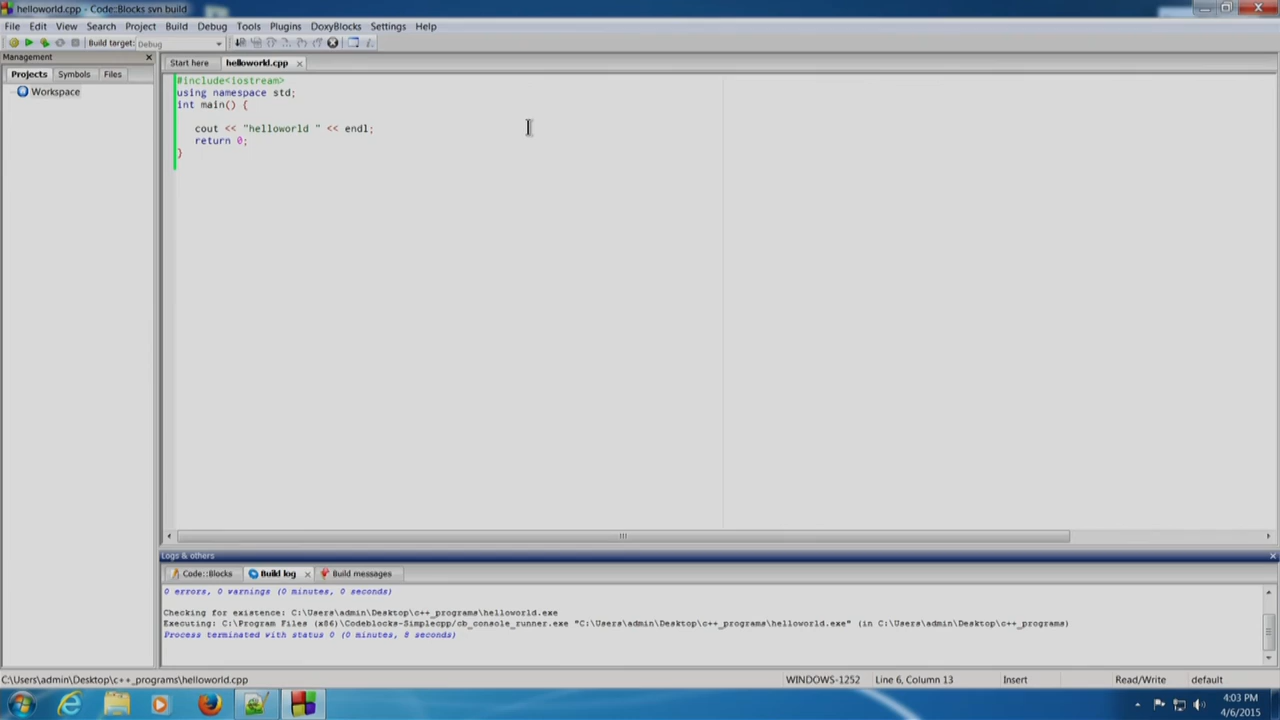 helloworld.cpp - Code::Blocks svn build
File Edit View Search Project Build Debug Tools Plugins DoxyBlocks Settings Help
Build target: Debug
Management
Projects Symbols Files
Workspace
Start here helloworld.cpp
#include<iostream>
using namespace std;
int main() {
cout << "helloworld " << endl;
return 0;
}
Logs & others
Code::Blocks Build log Build messages
0 errors, 0 warnings (0 minutes, 0 seconds)
Checking for existence: C:\Users\admin\Desktop\c++_programs\helloworld.exe
Executing: C:\Program Files (x86)\Codeblocks-Simplecpp/cb_console_runner.exe "C:\Users\admin\Desktop\c++_programs\helloworld.exe" (in C:\Users\admin\Desktop\c++_programs)
Process terminated with status 0 (0 minutes, 8 seconds)
C:\Users\admin\Desktop\c++_programs\helloworld.cpp WINDOWS-1252 Line 6, Column 13 Insert Read/Write default
4:03 PM
4/6/2015